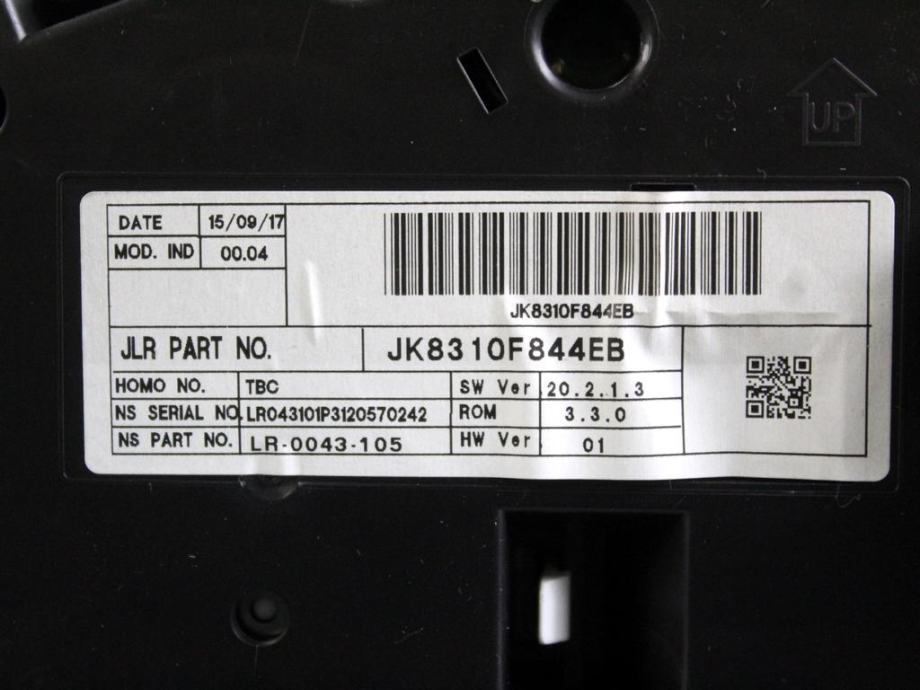 UP
DATE 15/09/17
MOD. IND 00.04
JK8310F844EB
JLR PART NO. JK8310F844EB
HOMO NO. TBC SW Ver 20.2.1.3
NS SERIAL NO. LR043101P3120570242 ROM 3.3.0
NS PART NO. LR-0043-105 HW Ver 01